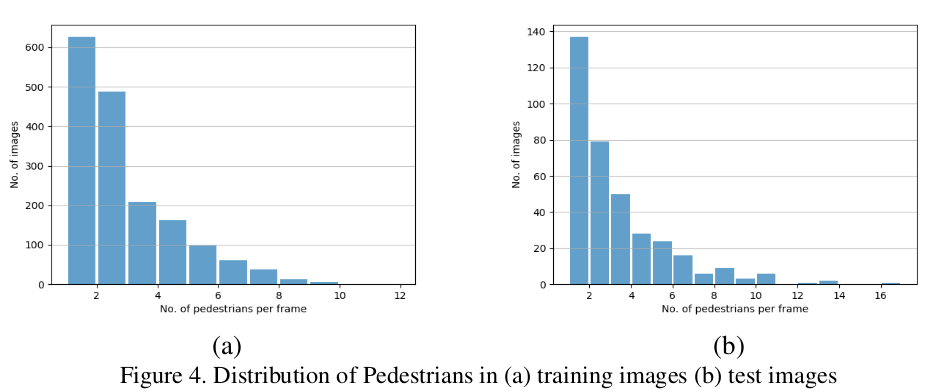 600
500
400
300
200
100
0
No. of images
2 4 6 8 10 12
No. of pedestrians per frame
(a)
140
120
100
80
60
40
20
0
No. of images
2 4 6 8 10 12 14 16
No. of pedestrians per frame
(b)
Figure 4. Distribution of Pedestrians in (a) training images (b) test images